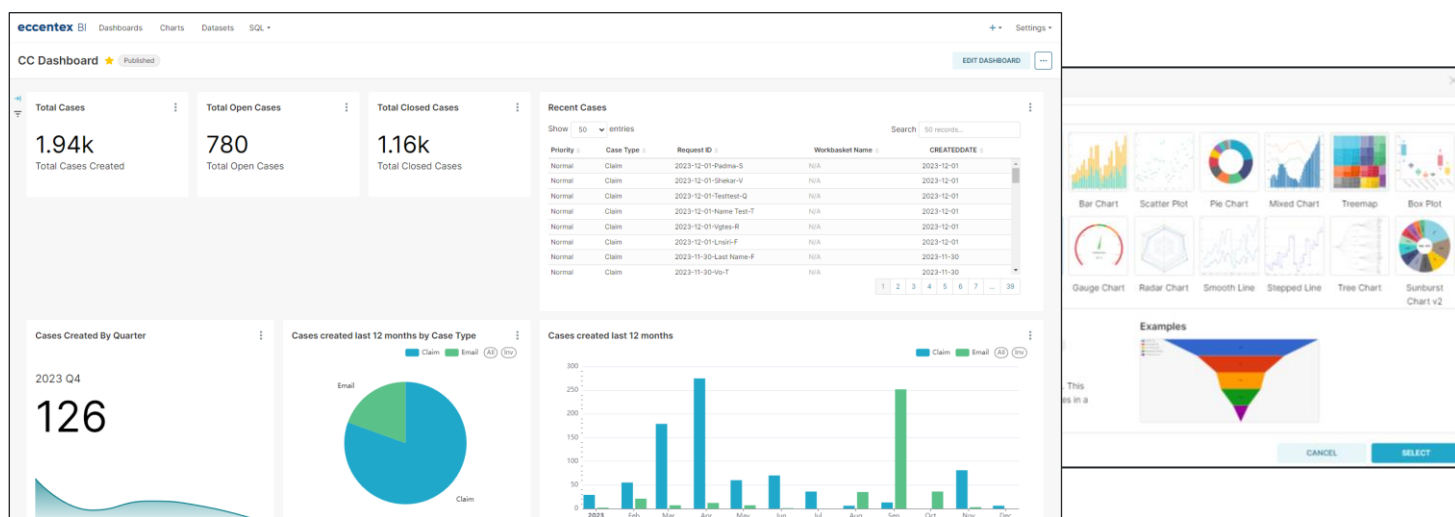 eccentex BI Dashboards Charts Datasets SQL
Settings
CC Dashboard Published
EDIT DASHBOARD
Total Cases
1.94k
Total Cases Created
Total Open Cases
780
Total Open Cases
Total Closed Cases
1.16k
Total Closed Cases
Recent Cases
Show 50 entries
Search 50 records...
Priority Case Type Request ID Workbasket Name CREATEDDATE
Normal Claim 2023-12-01-Padma-S N/A 2023-12-01
Normal Claim 2023-12-01-Shekar-V N/A 2023-12-01
Normal Claim 2023-12-01-Testtest-Q N/A 2023-12-01
Normal Claim 2023-12-01-Name Test-T N/A 2023-12-01
Normal Claim 2023-12-01-Vgtes-R N/A 2023-12-01
Normal Claim 2023-12-01-Lnsiri-F N/A 2023-12-01
Normal Claim 2023-11-30-Last Name-F N/A 2023-11-30
Normal Claim 2023-11-30-Vo-T N/A 2023-11-30
1 2 3 4 5 6 7 ... 39
Cases Created By Quarter
2023 Q4
126
Cases created last 12 months by Case Type
Claim Email All Inv
Email
Claim
Cases created last 12 months
Claim Email All Inv
300
250
200
150
100
50
0
2023 Feb Mar Apr May Jun Jul Aug Sep Oct Nov Dec
Bar Chart Scatter Plot Pie Chart Mixed Chart Treemap Box Plot
Gauge Chart Radar Chart Smooth Line Stepped Line Tree Chart Sunburst
Chart v2
Examples
. This
es in a
CANCEL
SELECT